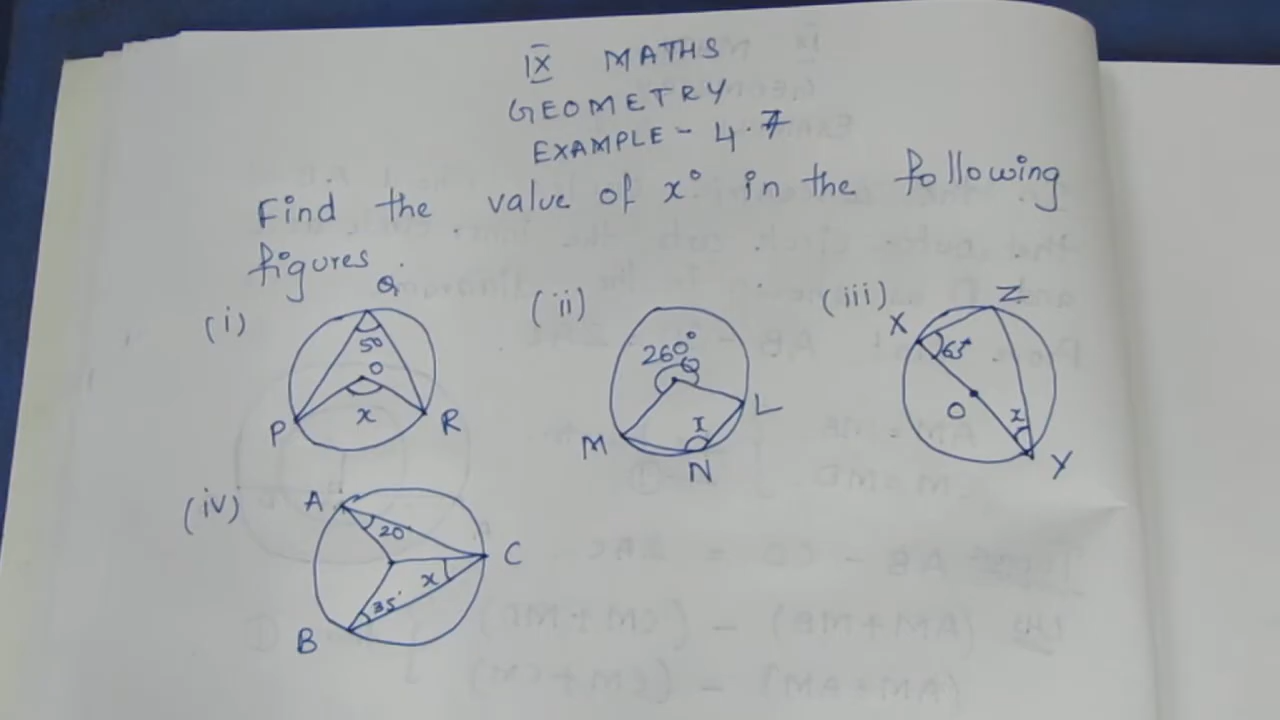 IX MATHS
GEOMETRY
EXAMPLE - 4.7
Find the value of x° in the following
figures.
(i)
Q
50
O
x
P
R
(ii)
260°
M
x
L
N
(iii)
X
Z
O
x
Y
(iv)
A
20
C
x
35°
B